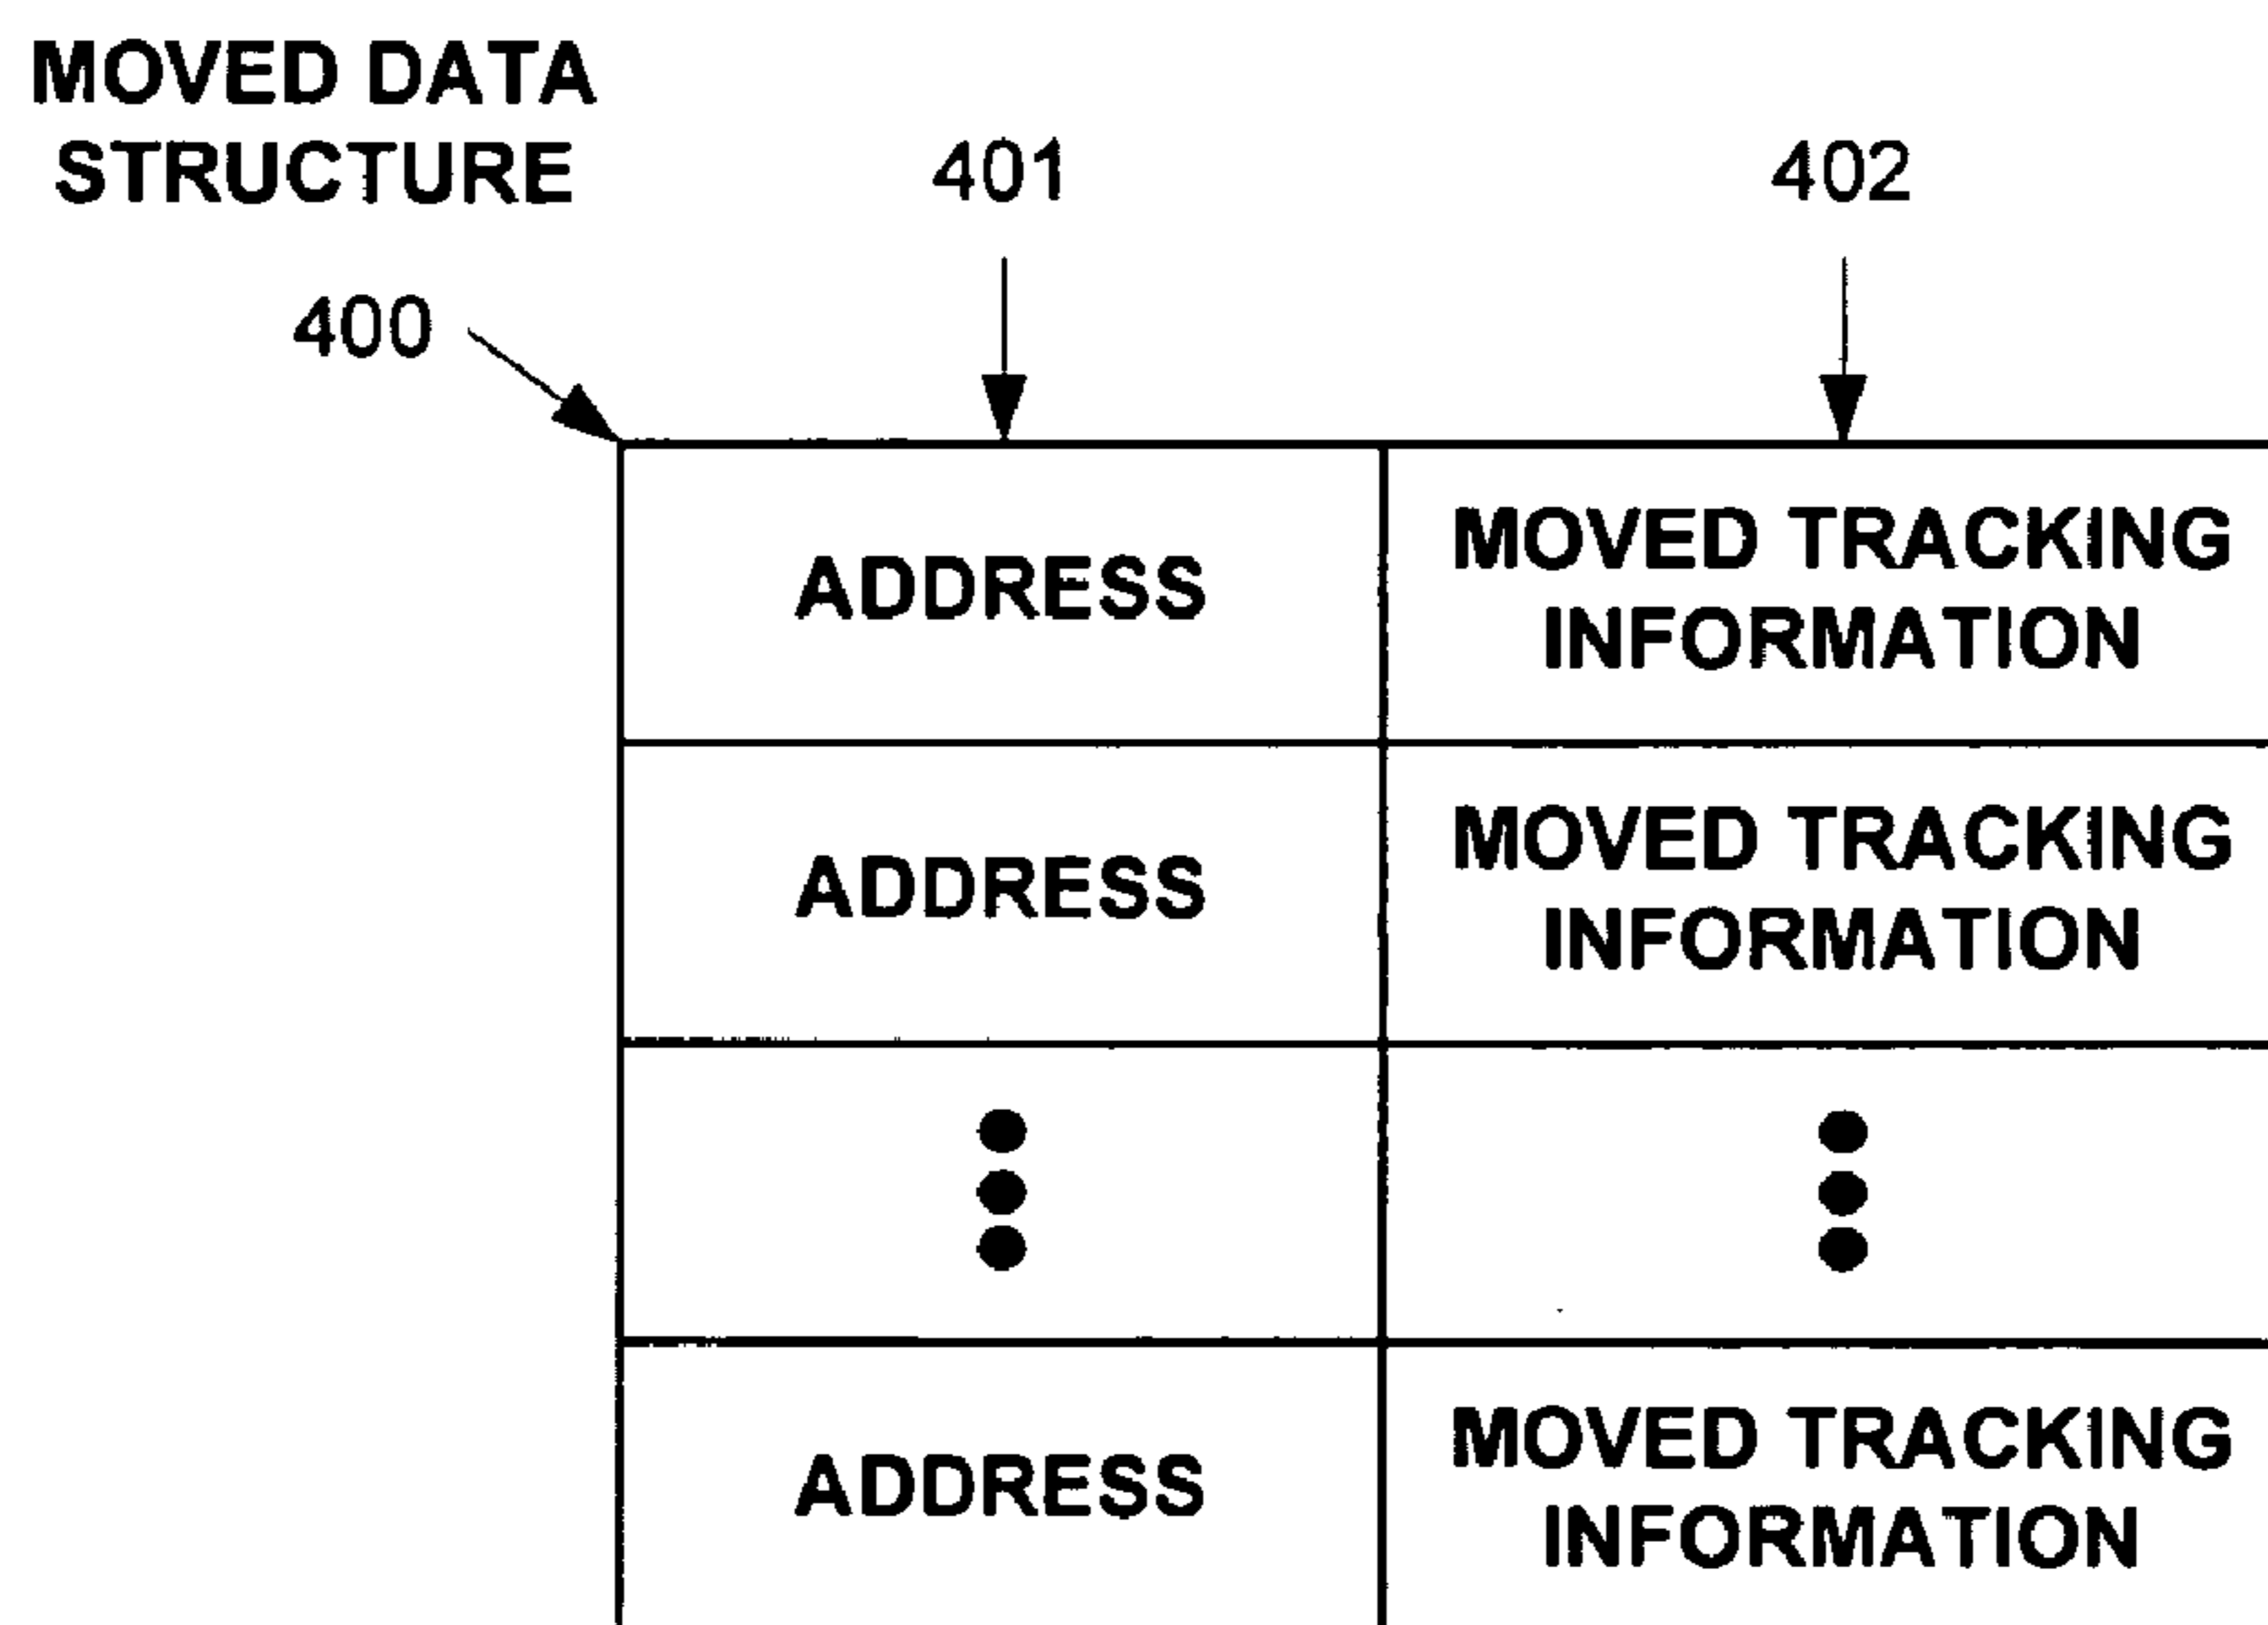 MOVED DATA
STRUCTURE
401
402
400
ADDRESS
MOVED TRACKING
INFORMATION
ADDRESS
MOVED TRACKING
INFORMATION
ADDRESS
MOVED TRACKING
INFORMATION